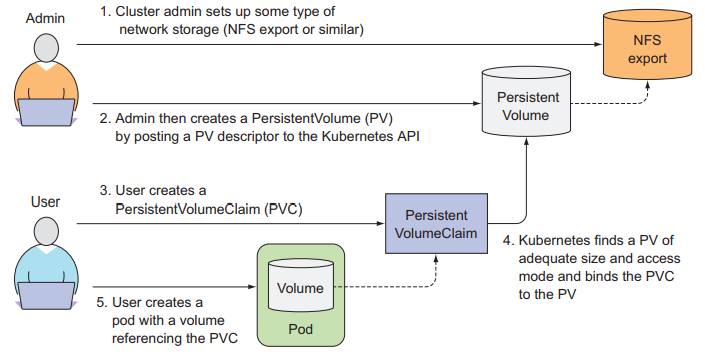 Admin
1. Cluster admin sets up some type of
network storage (NFS export or similar)
NFS
export
Persistent
Volume
2. Admin then creates a PersistentVolume (PV)
by posting a PV descriptor to the Kubernetes API
User
3. User creates a
PersistentVolumeClaim (PVC)
Persistent
VolumeClaim
4. Kubernetes finds a PV of
adequate size and access
mode and binds the PVC
to the PV
Volume
Pod
5. User creates a
pod with a volume
referencing the PVC